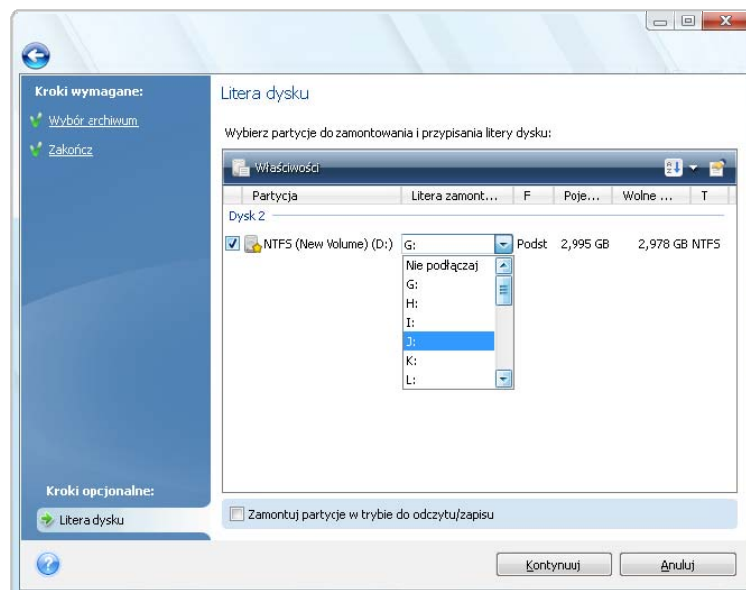 Kroki wymagane:
Wybór archiwum
Zakończ
Litera dysku
Wybierz partycje do zamontowania i przypisania litery dysku:
Właściwości
Partycja Litera zamont... F Poje... Wolne ... T
Dysk 2
NTFS (New Volume) (D:) G: Podst 2,995 GB 2,978 GB NTFS
Nie podłączaj
G:
H:
I:
J:
K:
L:
Kroki opcjonalne:
Litera dysku
Zamontuj partycje w trybie do odczytu/zapisu
Kontynuuj Anuluj